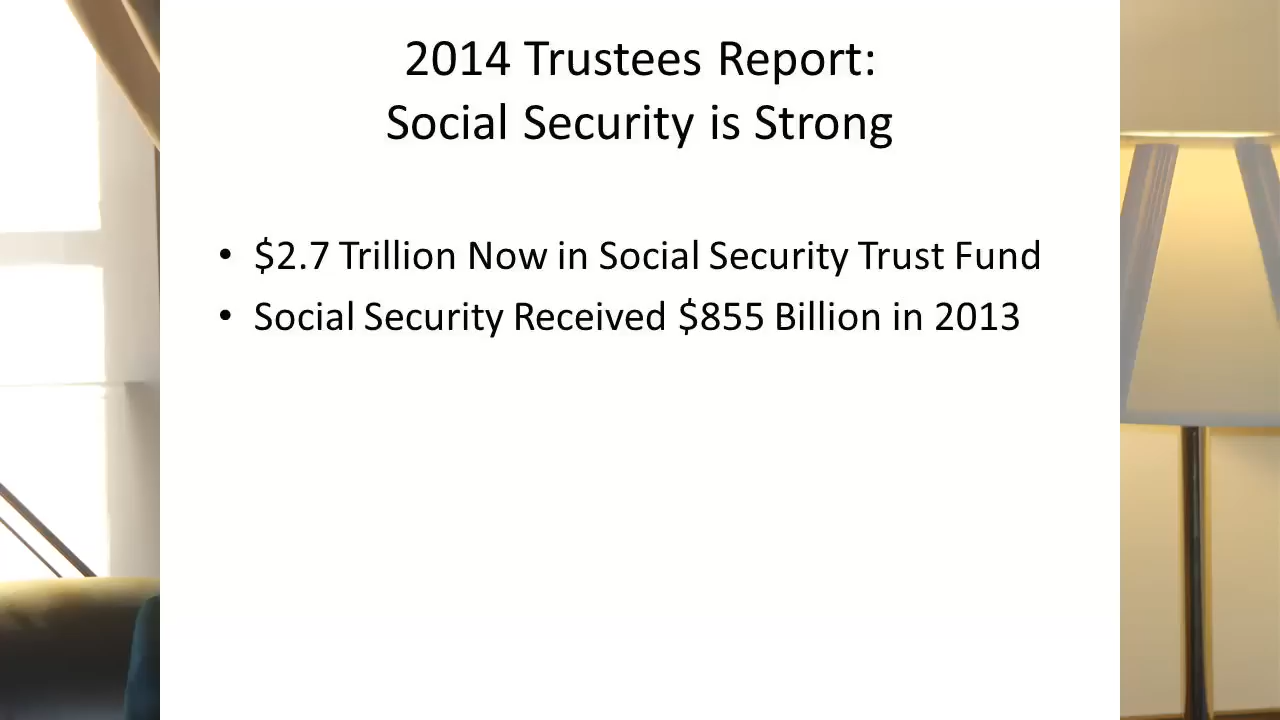 2014 Trustees Report:
Social Security is Strong
• $2.7 Trillion Now in Social Security Trust Fund
• Social Security Received $855 Billion in 2013